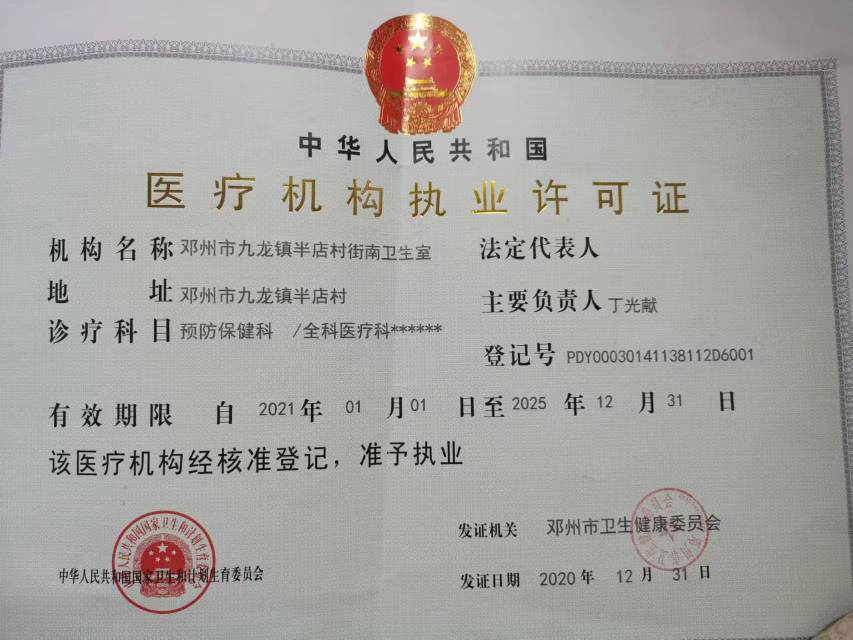 中华人民共和国
医疗机构执业许可证
机构名称 邓州市九龙镇半店村街南卫生室
法定代表人
地址 邓州市九龙镇半店村
主要负责人 丁光献
诊疗科目 预防保健科 /全科医疗科******
登记号 PDY00030141138112D6001
有效期限 自 2021 年 01 月 01 日至 2025 年 12 月 31 日
该医疗机构经核准登记，准予执业
发证机关 邓州市卫生健康委员会
中华人民共和国国家卫生和计划生育委员会
发证日期 2020 年 12 月 31 日